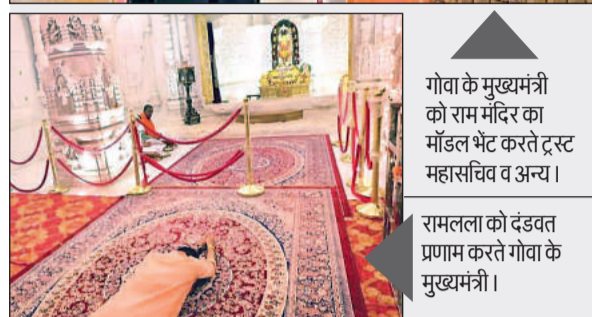 गोवा के मुख्यमंत्री
को राम मंदिर का
मॉडल भेंट करते ट्रस्ट
महासचिव व अन्य।
रामलला को दंडवत
प्रणाम करते गोवा के
मुख्यमंत्री।